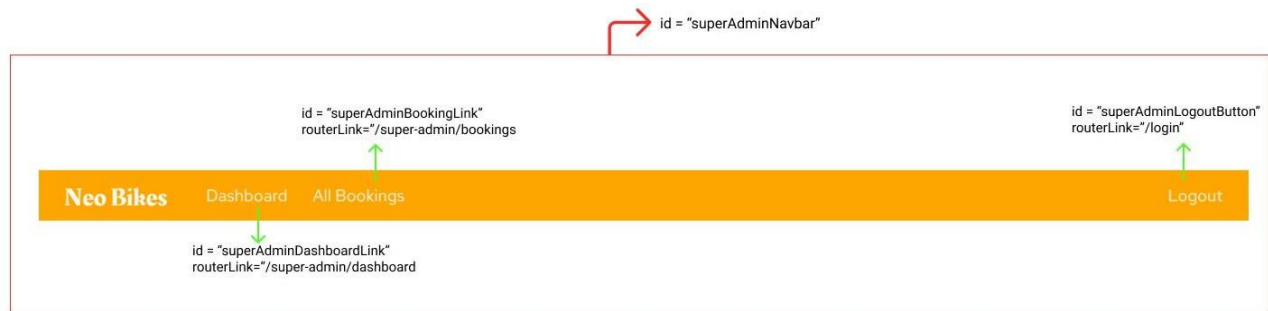 id = “superAdminNavbar”
id = “superAdminBookingLink”
routerLink=”/super-admin/bookings
id = “superAdminLogoutButton”
routerLink=”/login”
Neo Bikes
Dashboard
All Bookings
Logout
id = “superAdminDashboardLink”
routerLink=”/super-admin/dashboard